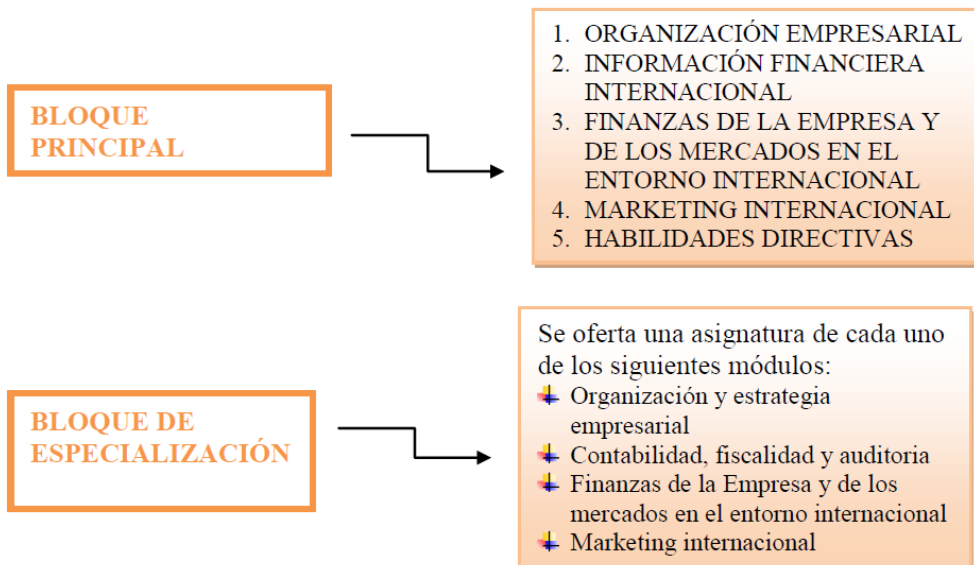 BLOQUE
PRINCIPAL
1. ORGANIZACIÓN EMPRESARIAL
2. INFORMACIÓN FINANCIERA
INTERNACIONAL
3. FINANZAS DE LA EMPRESA Y
DE LOS MERCADOS EN EL
ENTORNO INTERNACIONAL
4. MARKETING INTERNACIONAL
5. HABILIDADES DIRECTIVAS
BLOQUE DE
ESPECIALIZACIÓN
Se oferta una asignatura de cada uno
de los siguientes módulos:
Organización y estrategia
empresarial
Contabilidad, fiscalidad y auditoria
Finanzas de la Empresa y de los
mercados en el entorno internacional
Marketing internacional